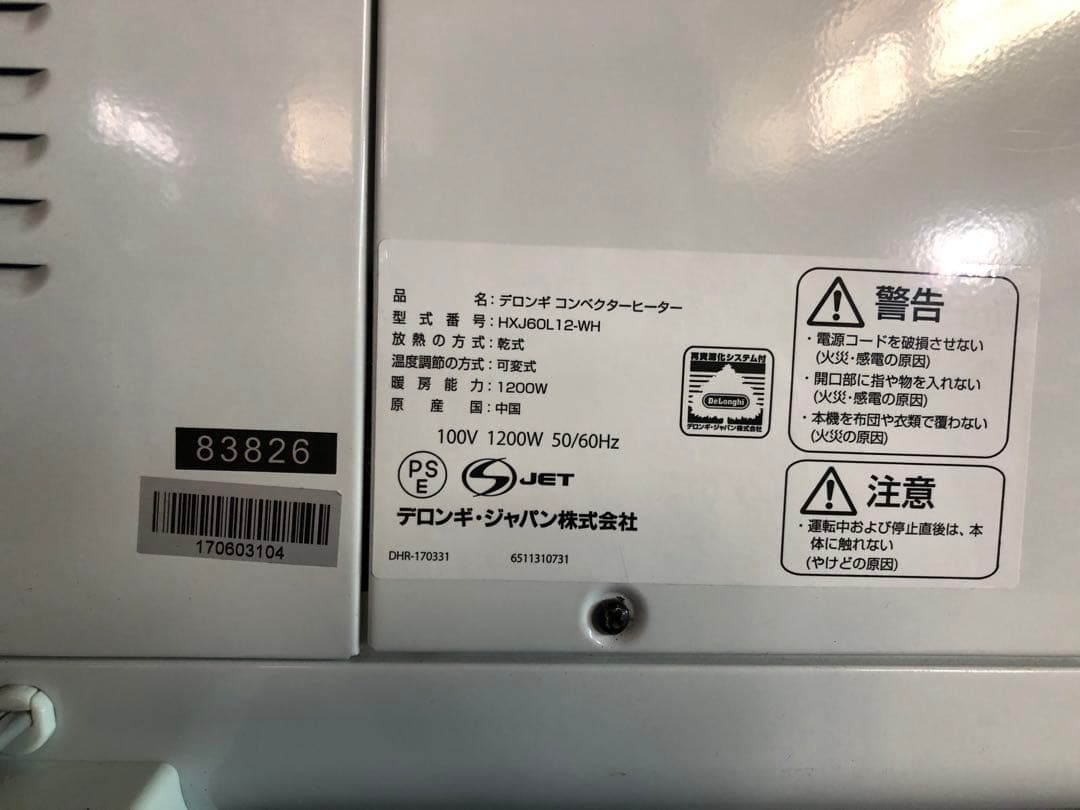 品名:デロンギ コンベクターヒーター
型式番号:HXJ60L12-WH
放熱の方式:乾式
温度調節の方式:可変式
暖房能力:1200W
原産国:中国
100V 1200W 50/60Hz
PS
E
S JET
デロンギ・ジャパン株式会社
DHR-170331 6511310731
再資源化システム付
DeLonghi
デロンギ・ジャパン株式会社
警告
・電源コードを破損させない
(火災・感電の原因)
・開口部に指や物を入れない
(火災・感電の原因)
・本機を布団や衣類で覆わない
(火災の原因)
注意
・運転中および停止直後は、本
体に触れない
(やけどの原因)
83826
170603104